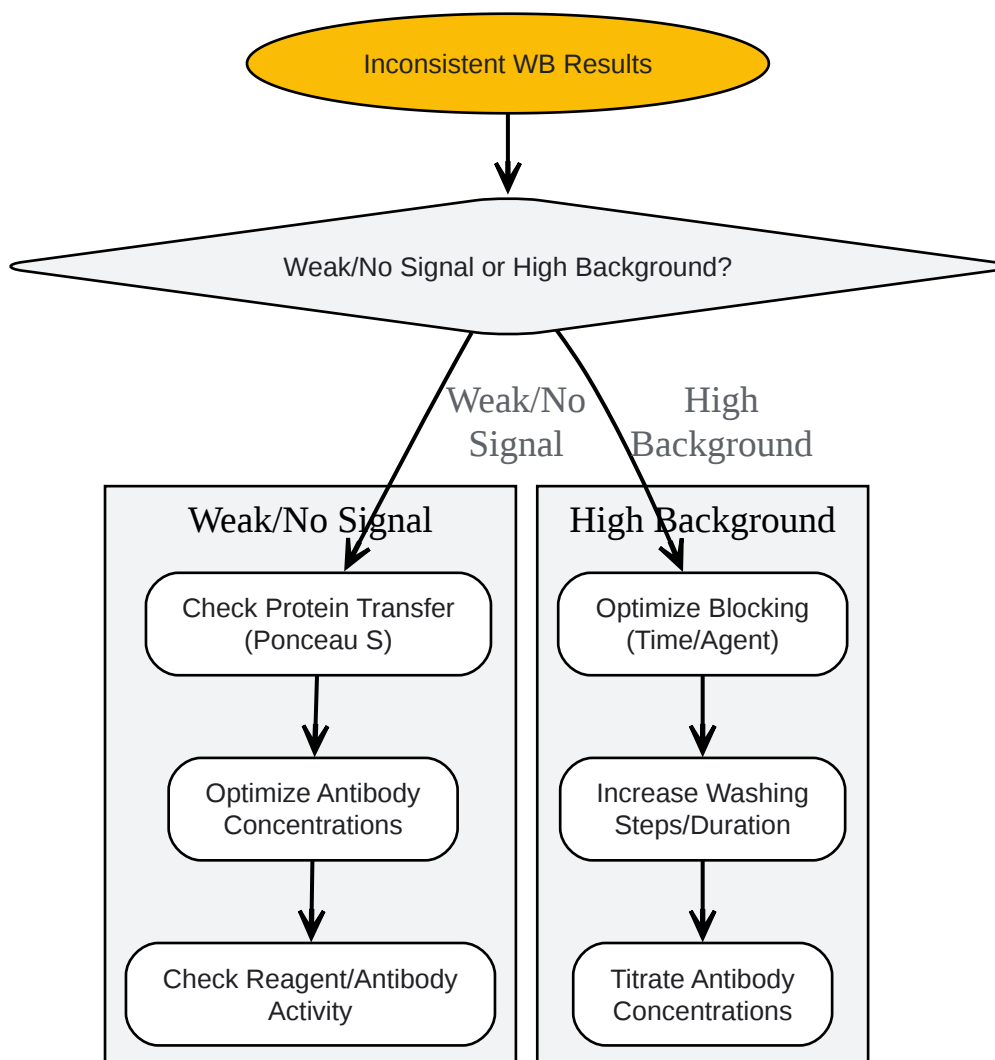 Inconsistent WB Results
Weak/No Signal or High Background?
Weak/No
Signal
High
Background
Weak/No Signal
Check Protein Transfer
(Ponceau S)
Optimize Antibody
Concentrations
Check Reagent/Antibody
Activity
High Background
Optimize Blocking
(Time/Agent)
Increase Washing
Steps/Duration
Titrate Antibody
Concentrations